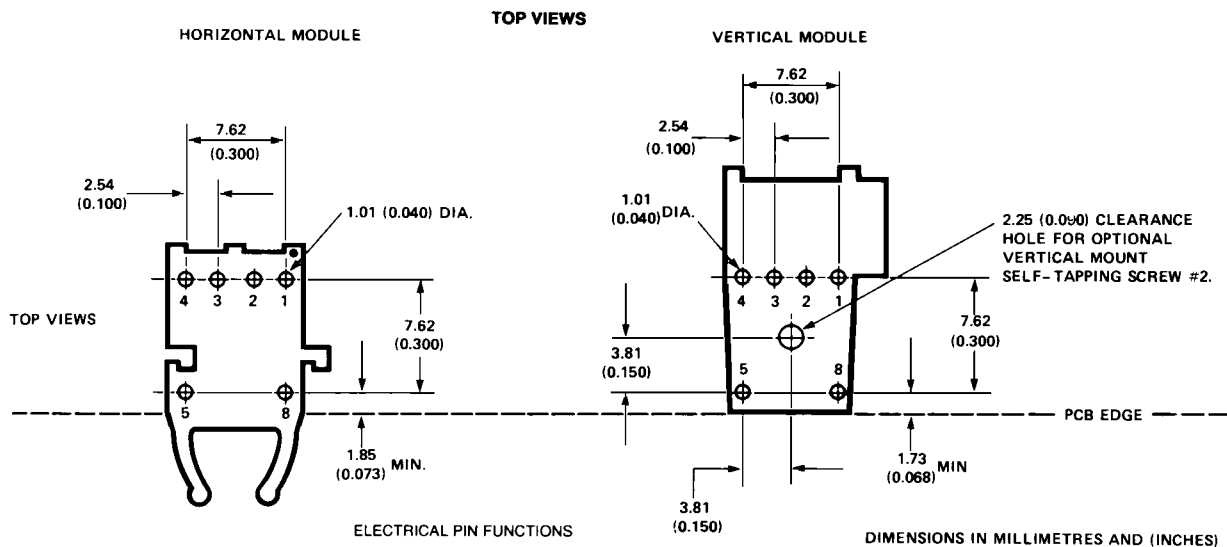 TOP VIEWS
HORIZONTAL MODULE
7.62
(0.300)
2.54
(0.100)
1.01 (0.040) DIA.
4 3 2 1
TOP VIEWS
7.62
(0.300)
5 8
1.85
(0.073) MIN.
VERTICAL MODULE
7.62
(0.300)
2.54
(0.100)
1.01
(0.040) DIA.
2.25 (0.090) CLEARANCE
HOLE FOR OPTIONAL
VERTICAL MOUNT
SELF-TAPPING SCREW #2.
4 3 2 1
7.62
(0.300)
3.81
(0.150)
5 8
PCB EDGE
1.73
(0.068) MIN
3.81
(0.150)
ELECTRICAL PIN FUNCTIONS
DIMENSIONS IN MILLIMETRES AND (INCHES)